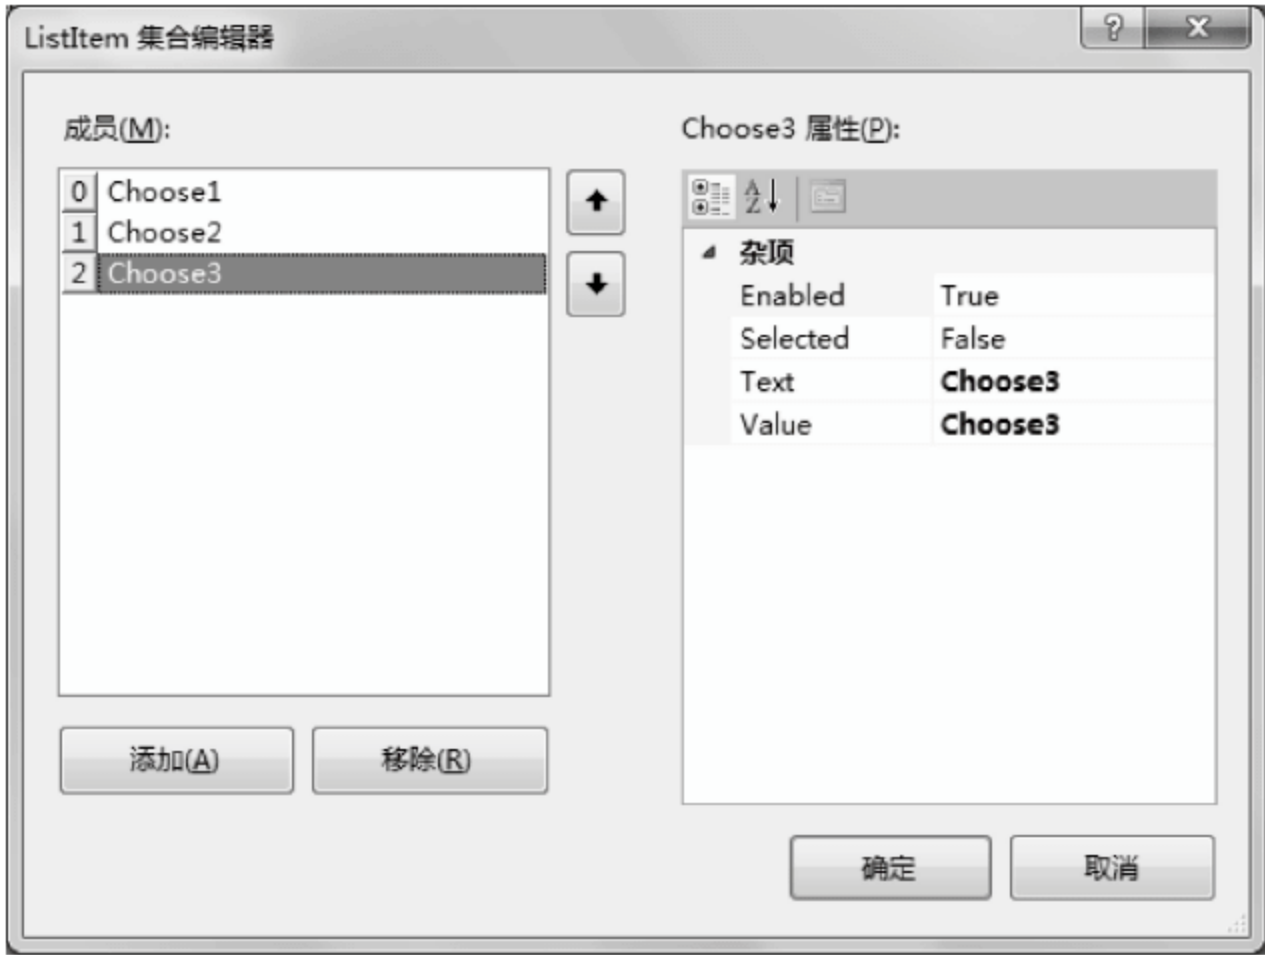 ListItem 集合编辑器
成员(M):
0 Choose1
1 Choose2
2 Choose3
添加(A)
移除(R)
Choose3 属性(P):
杂项
Enabled True
Selected False
Text Choose3
Value Choose3
确定
取消